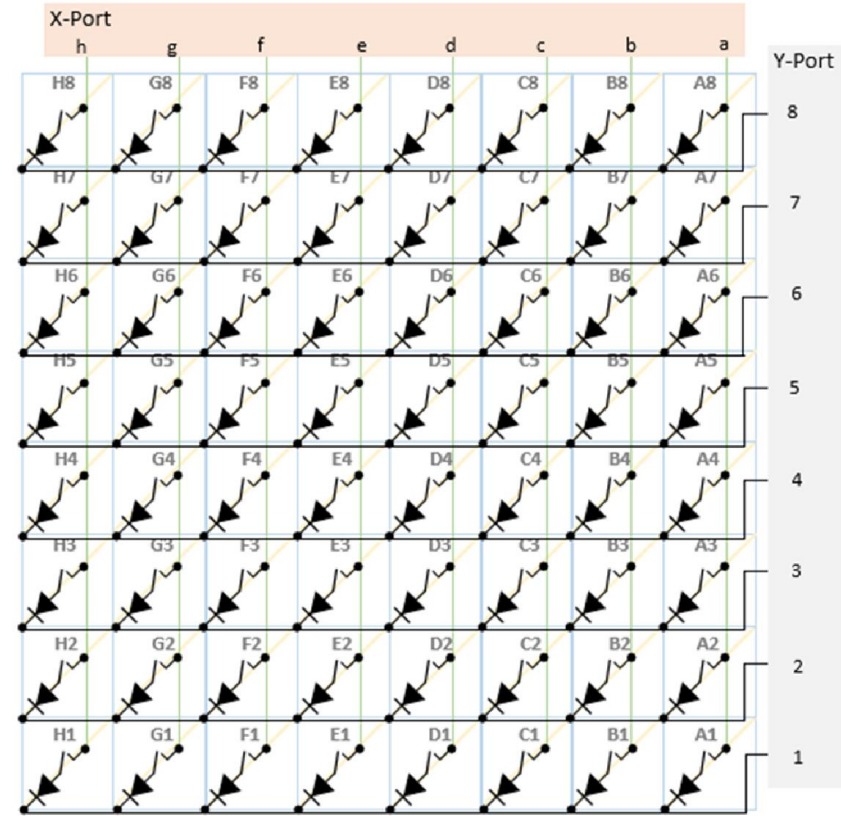 X-Port
h g f e d c b a
Y-Port
H8 G8 F8 E8 D8 C8 B8 A8
8
H7 G7 F7 E7 D7 C7 B7 A7
7
H6 G6 F6 E6 D6 C6 B6 A6
6
H5 G5 F5 E5 D5 C5 B5 A5
5
H4 G4 F4 E4 D4 C4 B4 A4
4
H3 G3 F3 E3 D3 C3 B3 A3
3
H2 G2 F2 E2 D2 C2 B2 A2
2
H1 G1 F1 E1 D1 C1 B1 A1
1